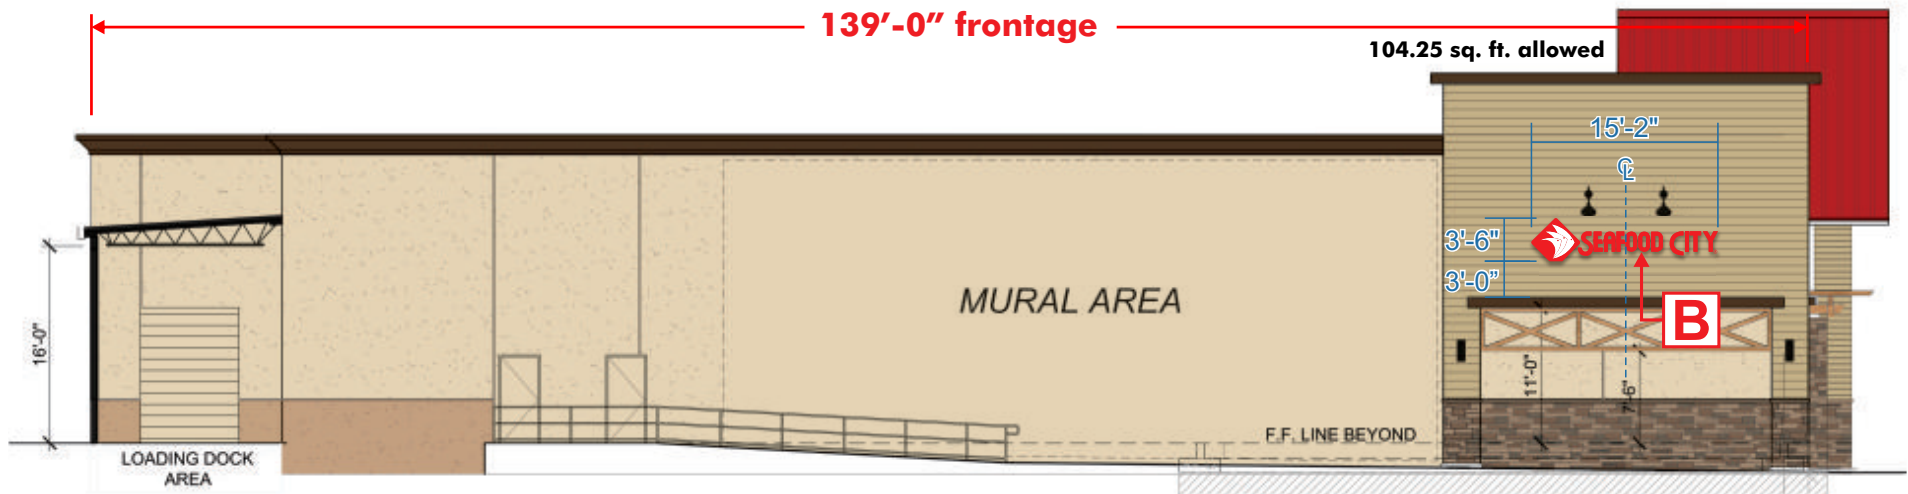 139'-0" frontage
104.25 sq. ft. allowed
15'-2"
CL
3'-6"
SEAFOOD CITY
3'-0"
B
MURAL AREA
16'-0"
11'-0"
7'-6"
F.F. LINE BEYOND
LOADING DOCK
AREA